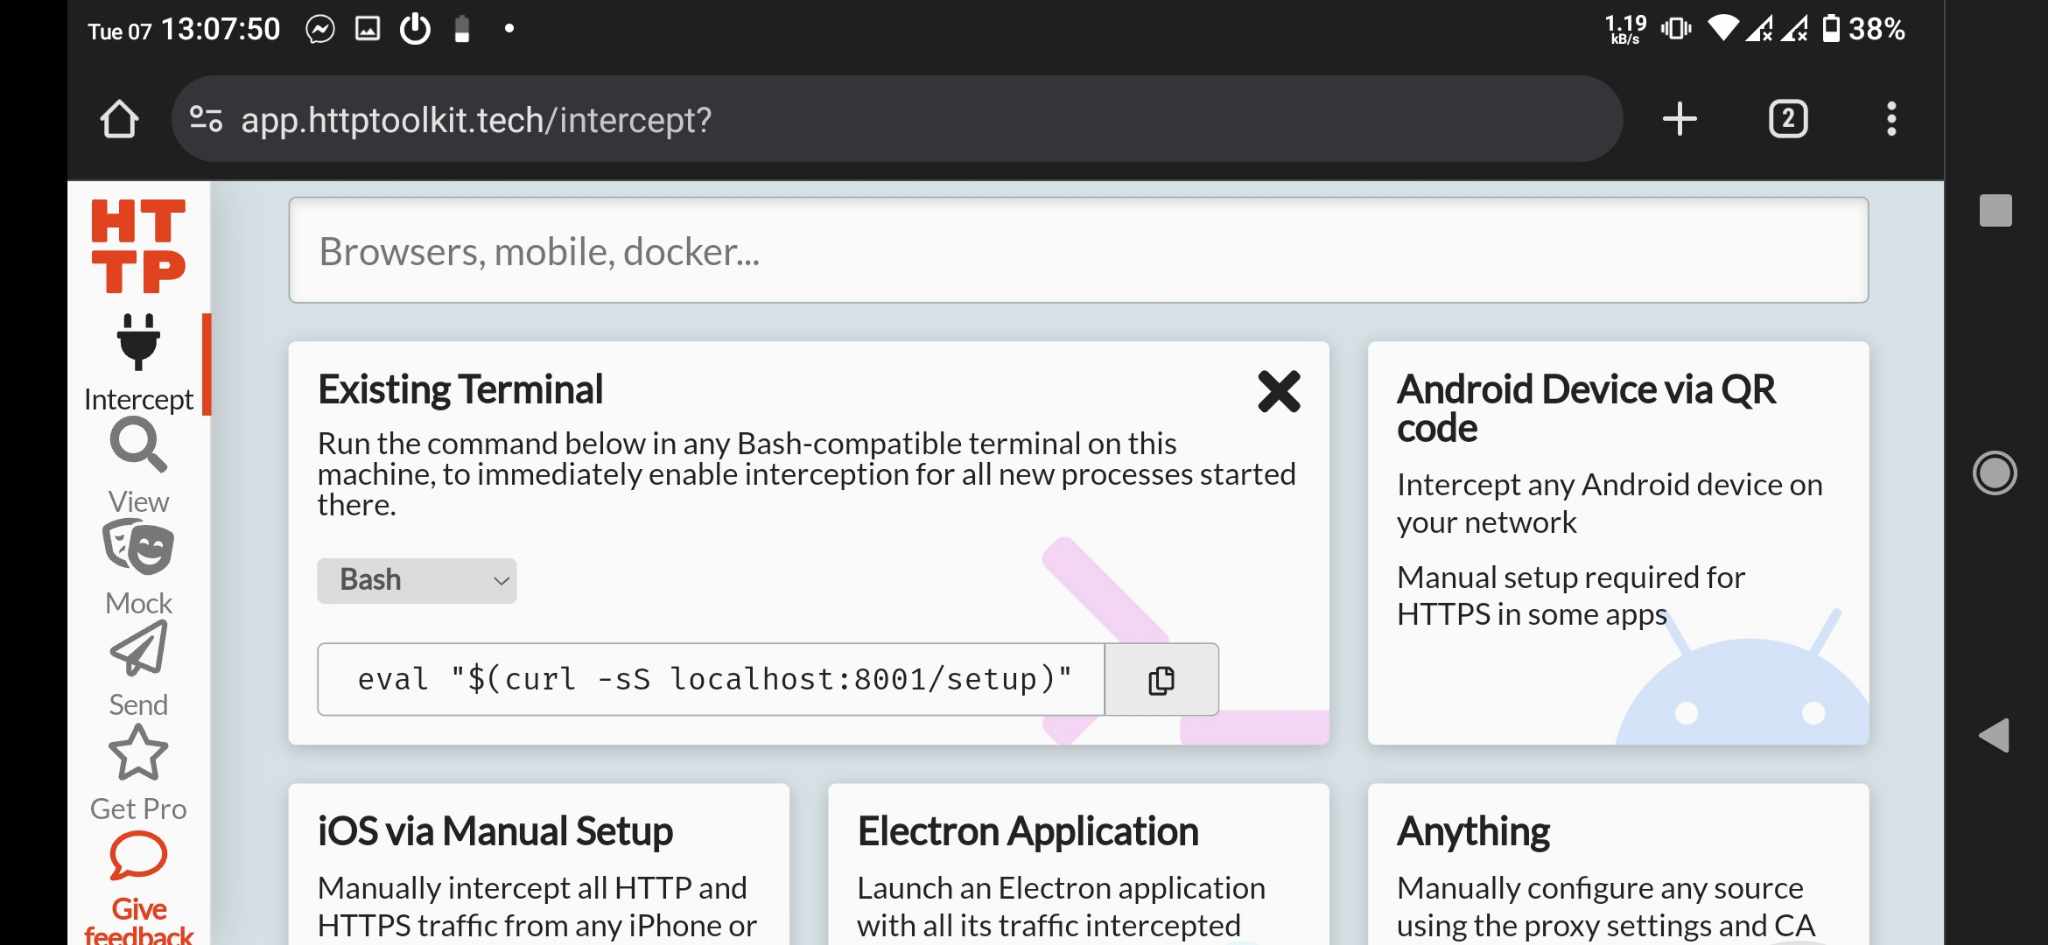 Tue 07 13:07:50
1.19
kB/s
38%
app.httptoolkit.tech/intercept?
2
HT
TP
Intercept
View
Mock
Send
Get Pro
Give
feedback
Browsers, mobile, docker...
Existing Terminal
Run the command below in any Bash-compatible terminal on this
machine, to immediately enable interception for all new processes started
there.
Bash
eval "$(curl -sS localhost:8001/setup)"
Android Device via QR
code
Intercept any Android device on
your network
Manual setup required for
HTTPS in some apps
iOS via Manual Setup
Manually intercept all HTTP and
HTTPS traffic from any iPhone or
Electron Application
Launch an Electron application
with all its traffic intercepted
Anything
Manually configure any source
using the proxy settings and CA